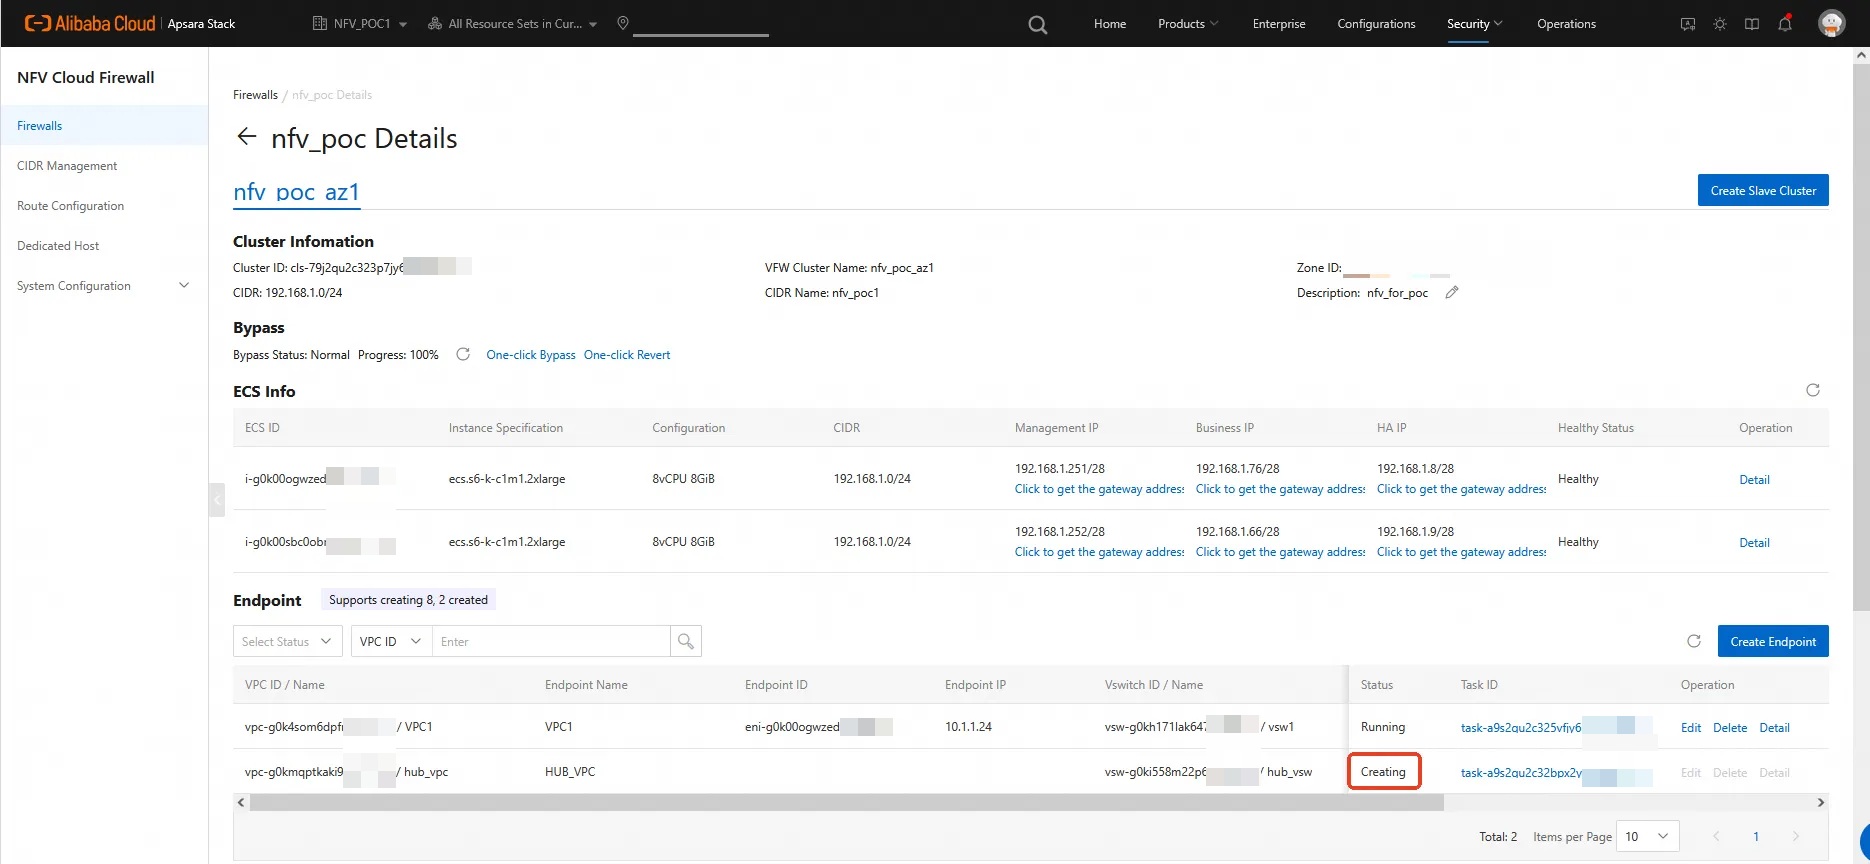 Alibaba Cloud | Apsara Stack NFV_POC1 All Resource Sets in Cur... Home Products Enterprise Configurations Security Operations
NFV Cloud Firewall
Firewalls
CIDR Management
Route Configuration
Dedicated Host
System Configuration
Firewalls / nfv_poc Details
nfv_poc Details
nfv_poc_az1
Create Slave Cluster
Cluster Infomation
Cluster ID: cls-79j2qu2c323p7jy6 VFW Cluster Name: nfv_poc_az1 Zone ID:
CIDR: 192.168.1.0/24 CIDR Name: nfv_poc1 Description: nfv_for_poc
Bypass
Bypass Status: Normal Progress: 100% One-click Bypass One-click Revert
ECS Info
ECS ID Instance Specification Configuration CIDR Management IP Business IP HA IP Healthy Status Operation
i-g0k00ogwzed ecs.s6-k-c1m1.2xlarge 8vCPU 8GiB 192.168.1.0/24 192.168.1.251/28 192.168.1.76/28 192.168.1.8/28 Healthy Detail
Click to get the gateway address Click to get the gateway address Click to get the gateway address
i-g0k00sbc0obr ecs.s6-k-c1m1.2xlarge 8vCPU 8GiB 192.168.1.0/24 192.168.1.252/28 192.168.1.66/28 192.168.1.9/28 Healthy Detail
Click to get the gateway address Click to get the gateway address Click to get the gateway address
Endpoint Supports creating 8, 2 created
Select Status VPC ID Enter Create Endpoint
VPC ID / Name Endpoint Name Endpoint ID Endpoint IP Vswitch ID / Name Status Task ID Operation
vpc-g0k4som6dpf / VPC1 VPC1 eni-g0k00ogwzed 10.1.1.24 vsw-g0kh171lak647 / vsw1 Running task-a9s2qu2c325vfjy6 Edit Delete Detail
vpc-g0kmqptkaki9 / hub_vpc HUB_VPC vsw-g0ki558m22p6 / hub_vsw Creating task-a9s2qu2c32bpx2v Edit Delete Detail
Total: 2 Items per Page 10 1